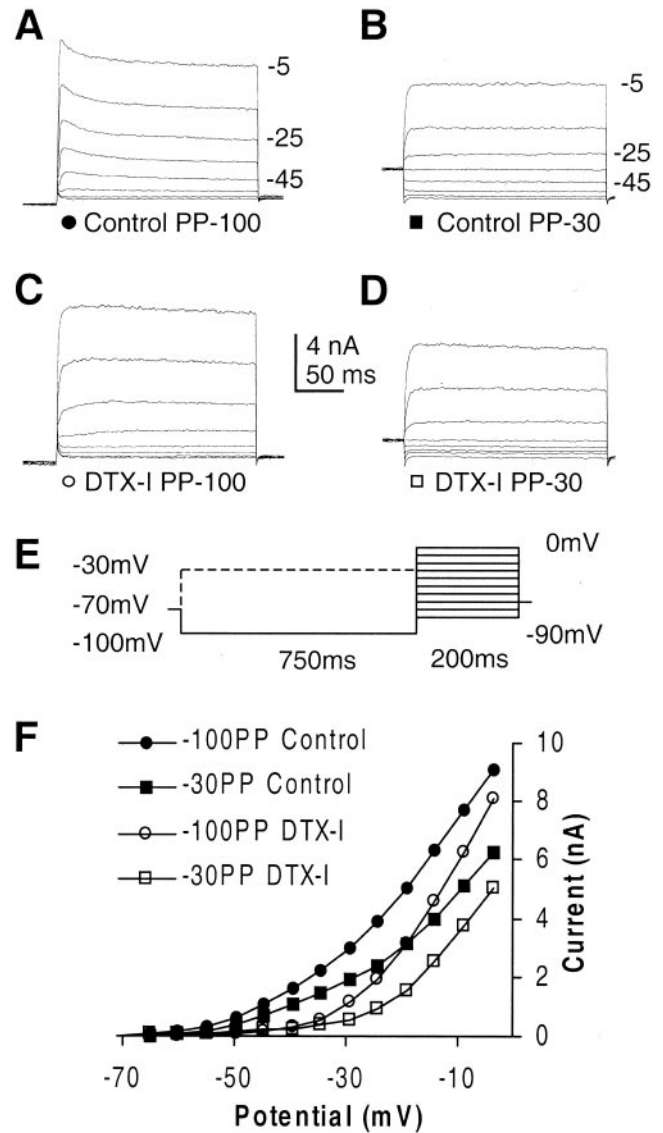 A
-5
-25
-45
● Control PP-100
B
-5
-25
-45
■ Control PP-30
C
○ DTX-I PP-100
4 nA
50 ms
D
□ DTX-I PP-30
E
-30mV
-70mV
-100mV
750ms
200ms
0mV
-90mV
F
-100PP Control
-30PP Control
-100PP DTX-I
-30PP DTX-I
10
8
6
4
2
0
Current (nA)
-70
-50
-30
-10
Potential (mV)